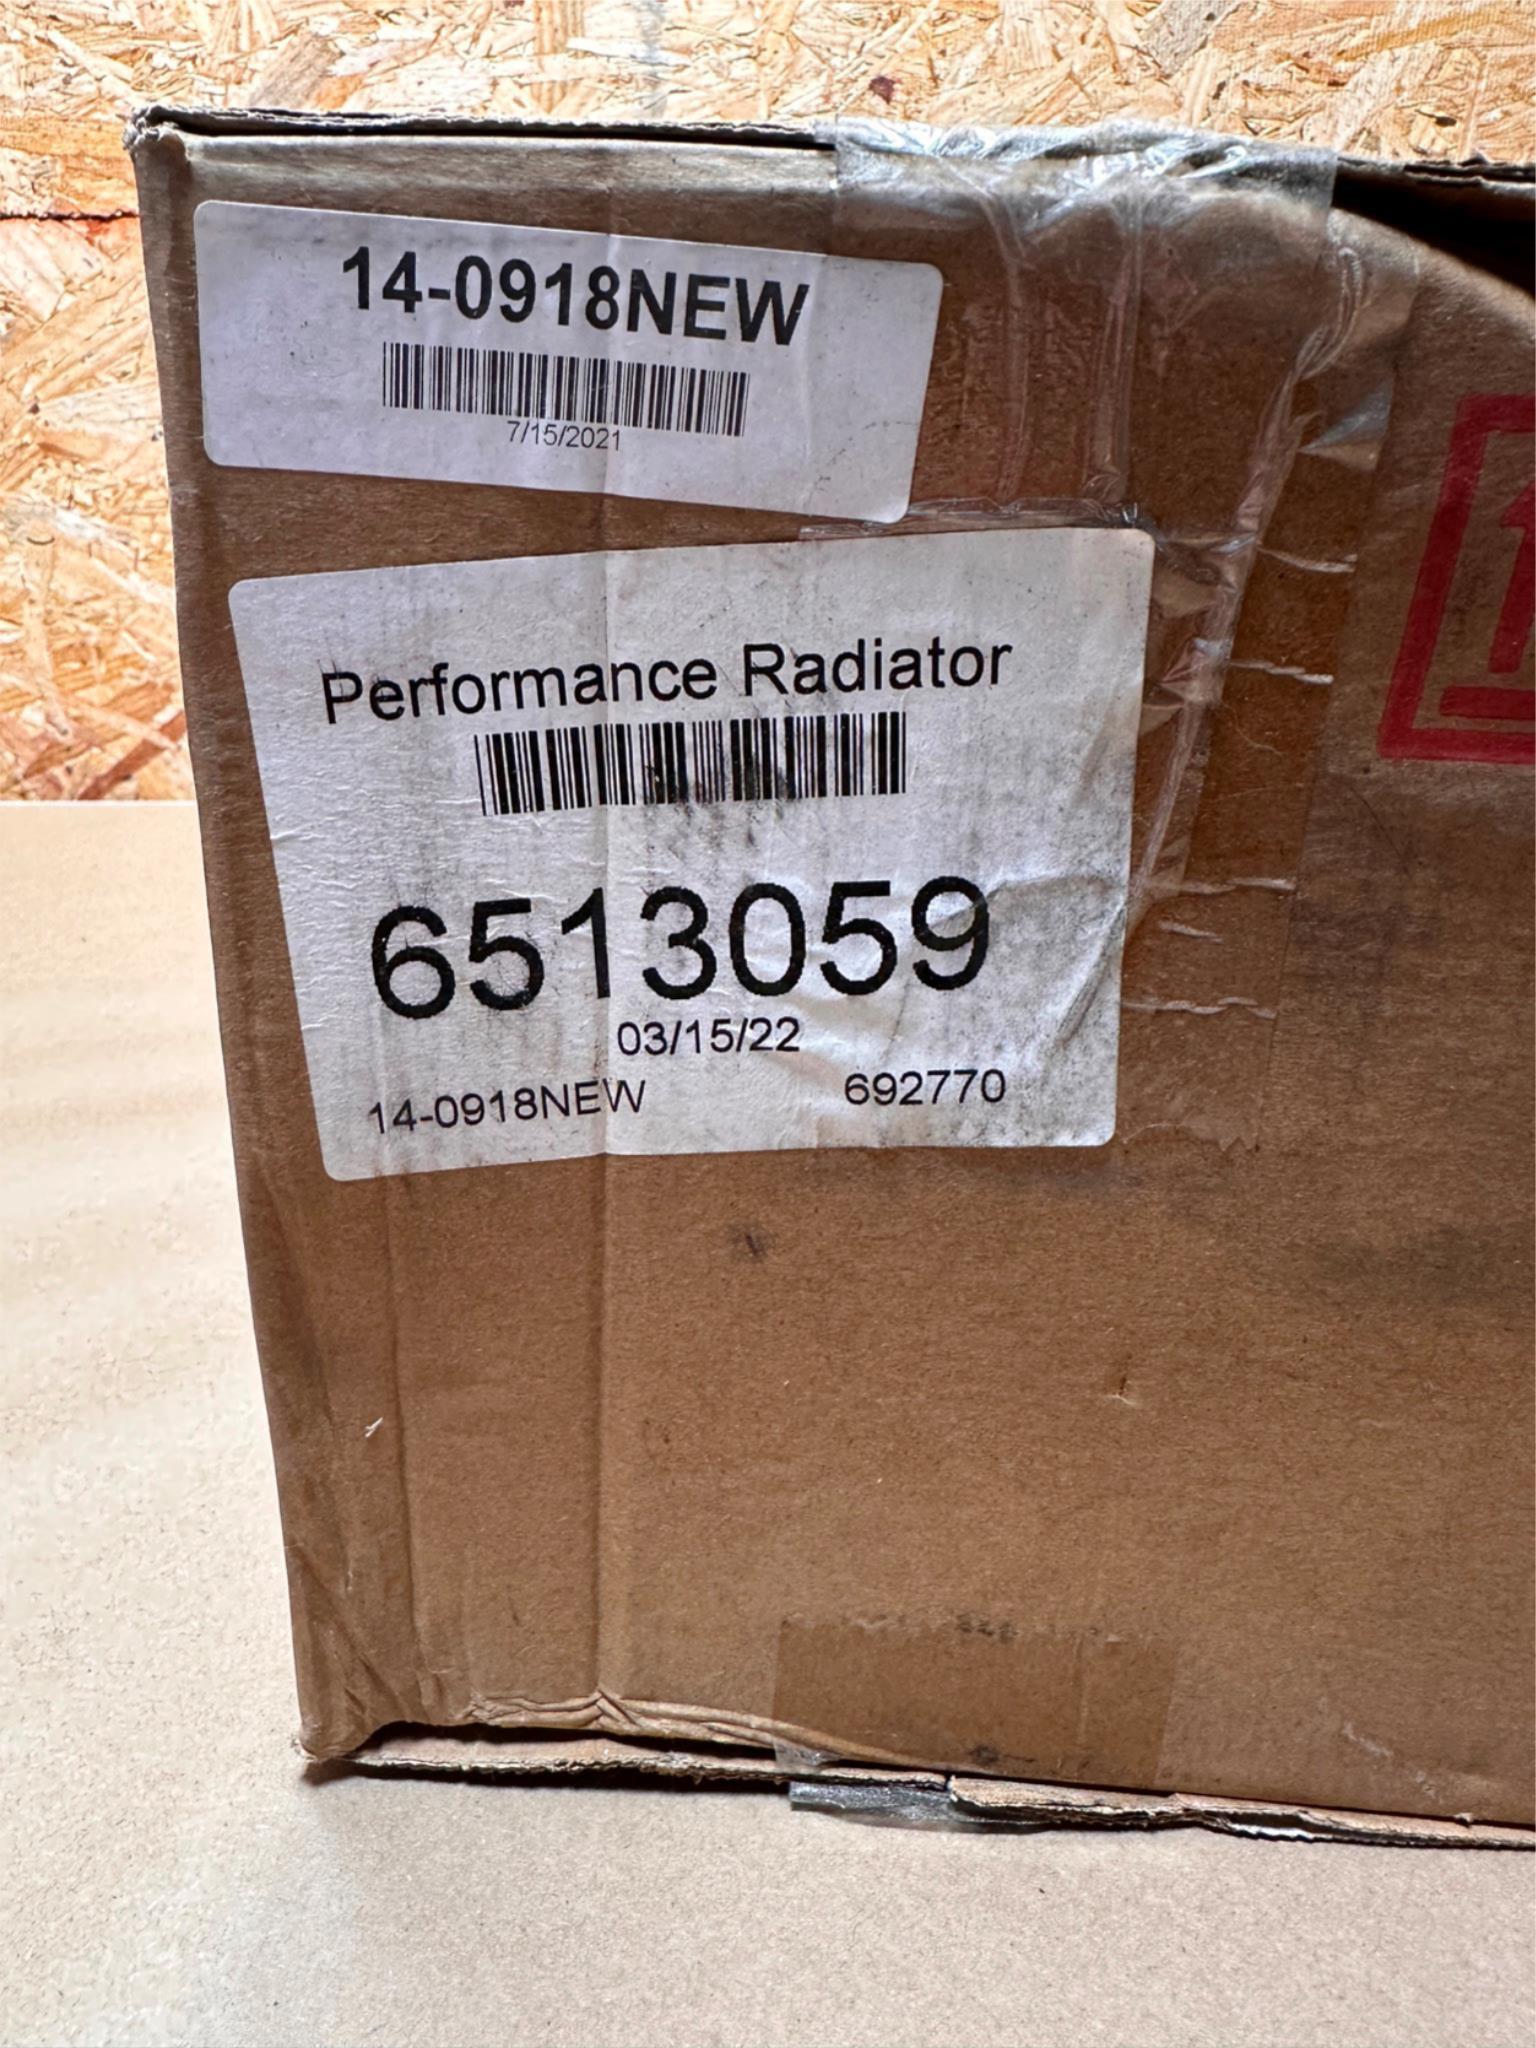 14-0918NEW
7/15/2021
Performance Radiator
6513059
03/15/22
14-0918NEW 692770